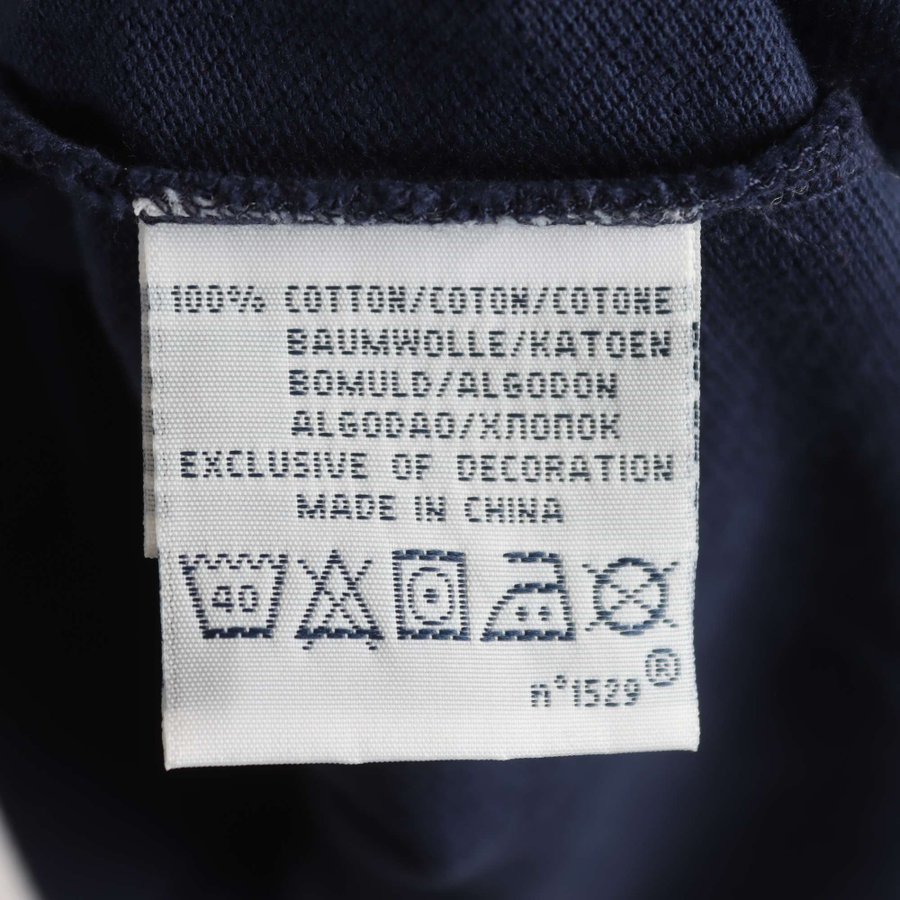 100% COTTON/COTON/COTONE
BAUMWOLLE/KATOEN
BOMULD/ALGODON
ALGODAO/ХЛОПОК
EXCLUSIVE OF DECORATION
MADE IN CHINA
40
n°1529®